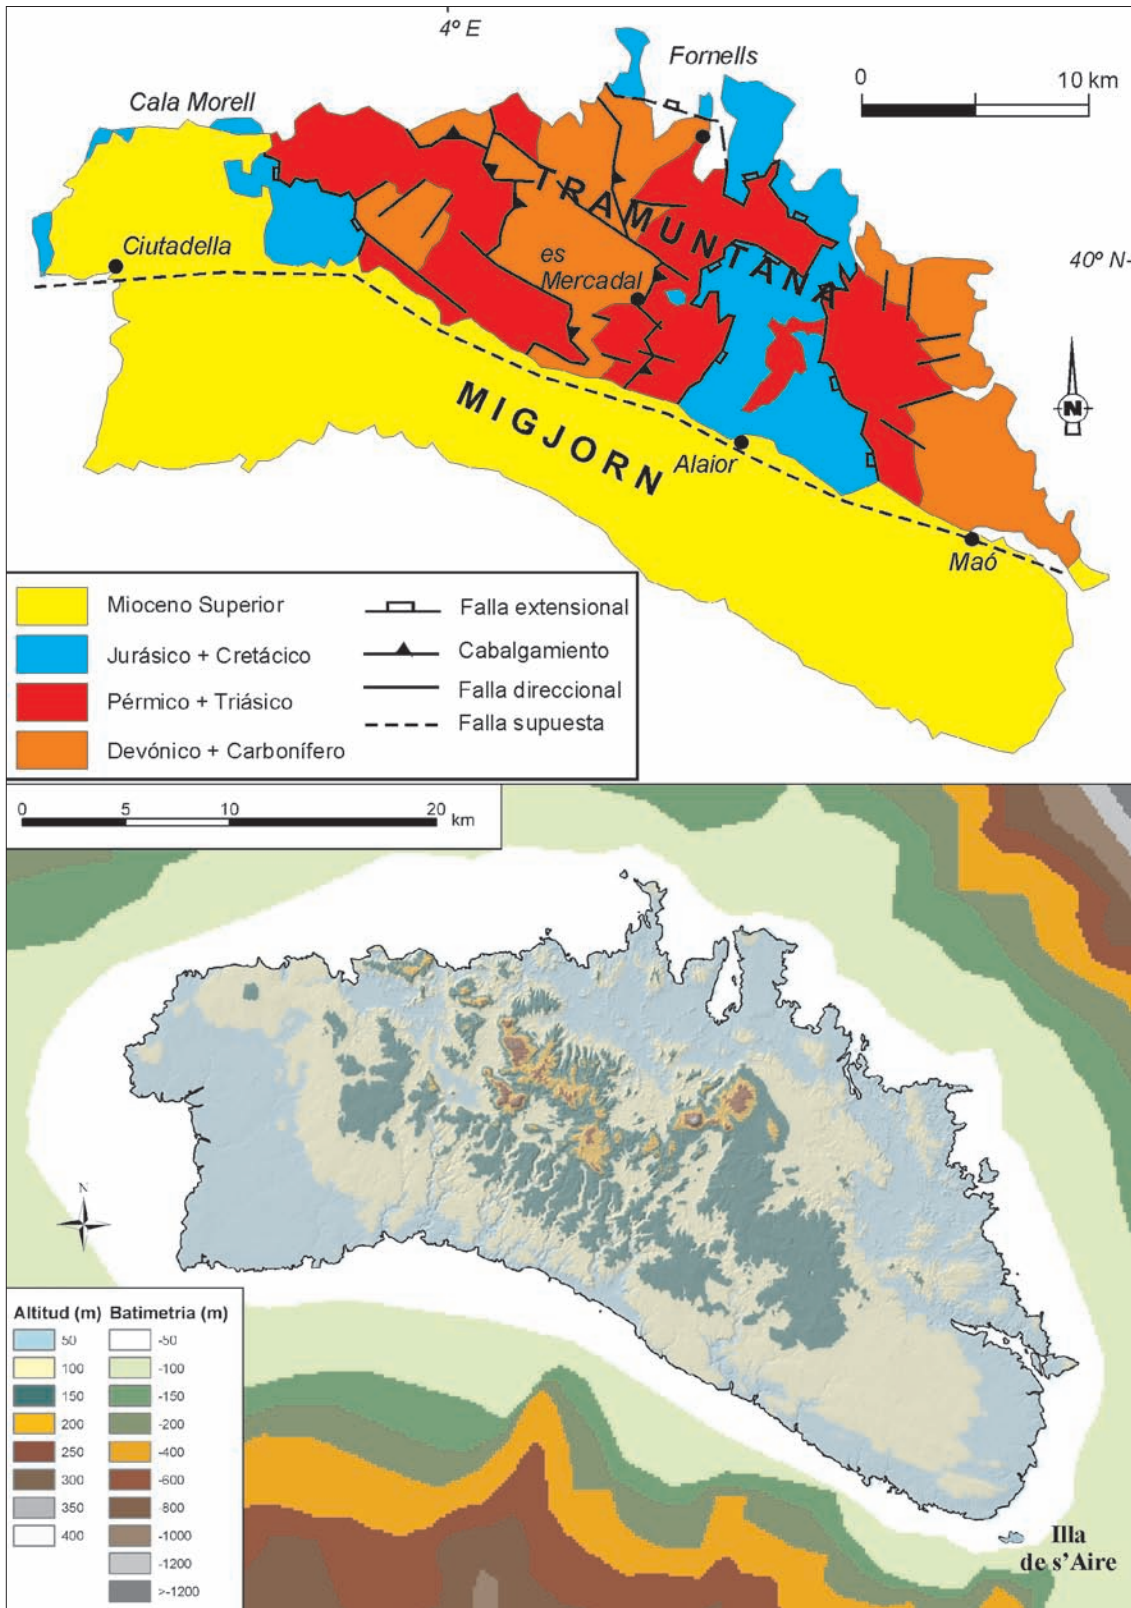 4º E
Fornells
0 10 km
Cala Morell
TRAMUNTANA
Ciutadella
es
Mercadal
40º N
N
MIGJORN
Alaior
Maó
Mioceno Superior
Jurásico + Cretácico
Pérmico + Triásico
Devónico + Carbonífero
Falla extensional
Cabalgamiento
Falla direccional
Falla supuesta
0 5 10 20
km
N
Altitud (m) Batimetria (m)
50 -50
100 -100
150 -150
200 -200
250 -400
300 -600
350 -800
400 -1000
-1200
>-1200
Illa
de s'Aire